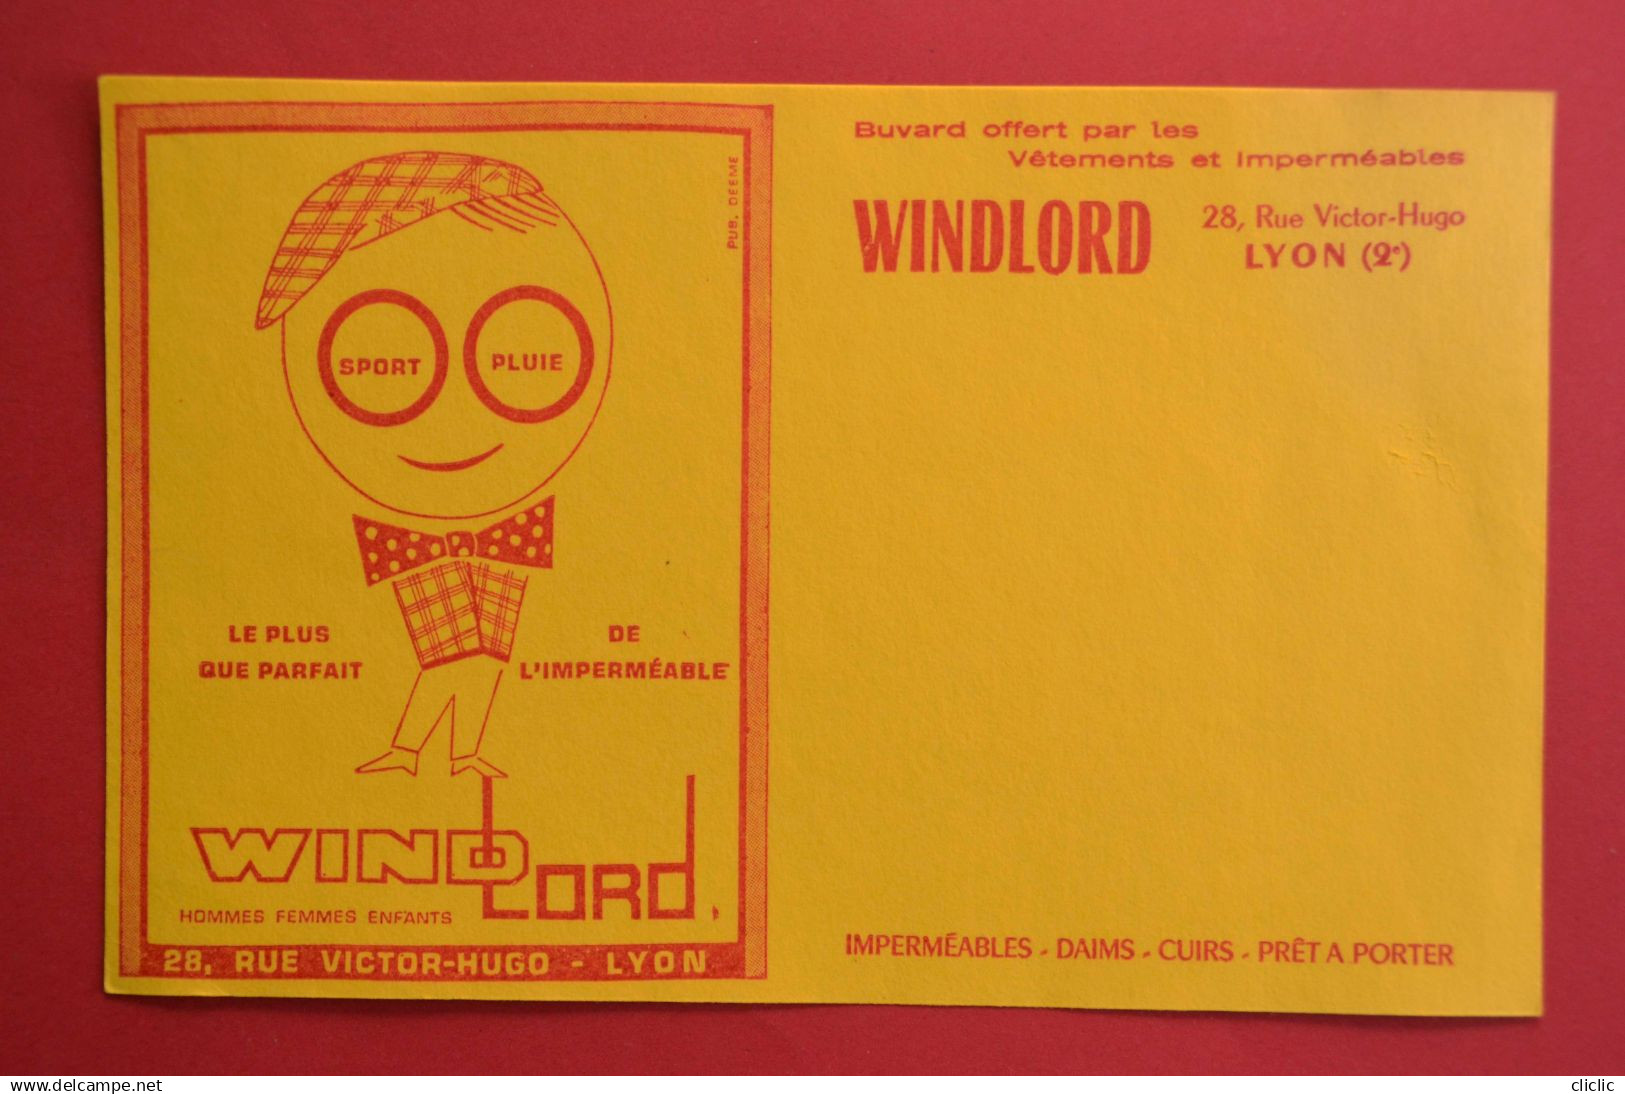 PUB. DEEME
SPORT PLUIE
LE PLUS DE
QUE PARFAIT L'IMPERMÉABLE
WINDLORD
HOMMES FEMMES ENFANTS
28, RUE VICTOR-HUGO - LYON
Buvard offert par les
Vêtements et Imperméables
WINDLORD 28, Rue Victor-Hugo
LYON (2e)
IMPERMÉABLES - DAIMS - CUIRS - PRÊT A PORTER
www.delcampe.net
cliclic